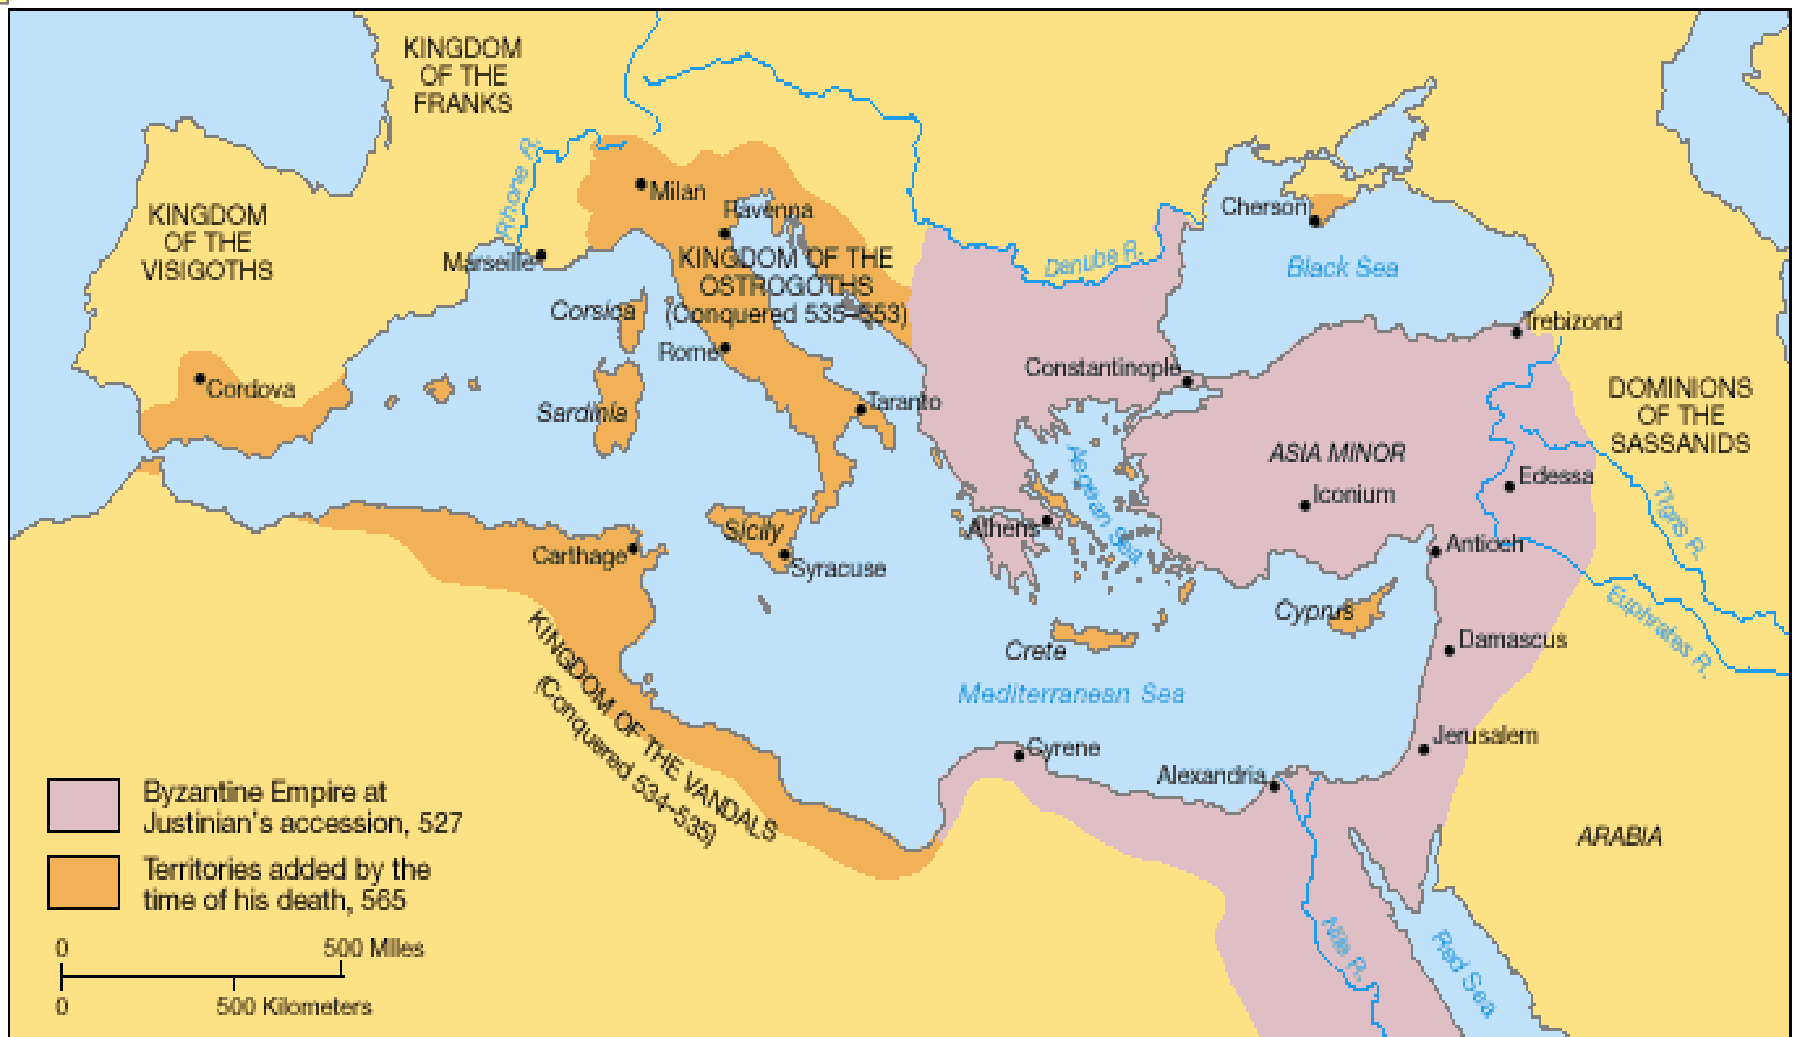 KINGDOM
OF THE
FRANKS
KINGDOM
OF THE
VISIGOTHS
Rhone R.
Milan
Ravenna
Marseille
KINGDOM OF THE
OSTROGOTHS
(Conquered 535–553)
Corsica
Rome
Cordova
Sardinia
Taranto
Danube R.
Cherson
Black Sea
Trebizond
Constantinople
DOMINIONS
OF THE
SASSANIDS
ASIA MINOR
Iconium
Edessa
Aegean Sea
Athens
Tigris R.
Antioch
Euphrates R.
Carthage
Sicily
Syracuse
Cyprus
Crete
Damascus
Mediterranean Sea
KINGDOM OF THE VANDALS
(Conquered 534–535)
Cyrene
Alexandria
Jerusalem
ARABIA
Nile R.
Red Sea
Byzantine Empire at
Justinian's accession, 527
Territories added by the
time of his death, 565
0 500 Miles
0 500 Kilometers